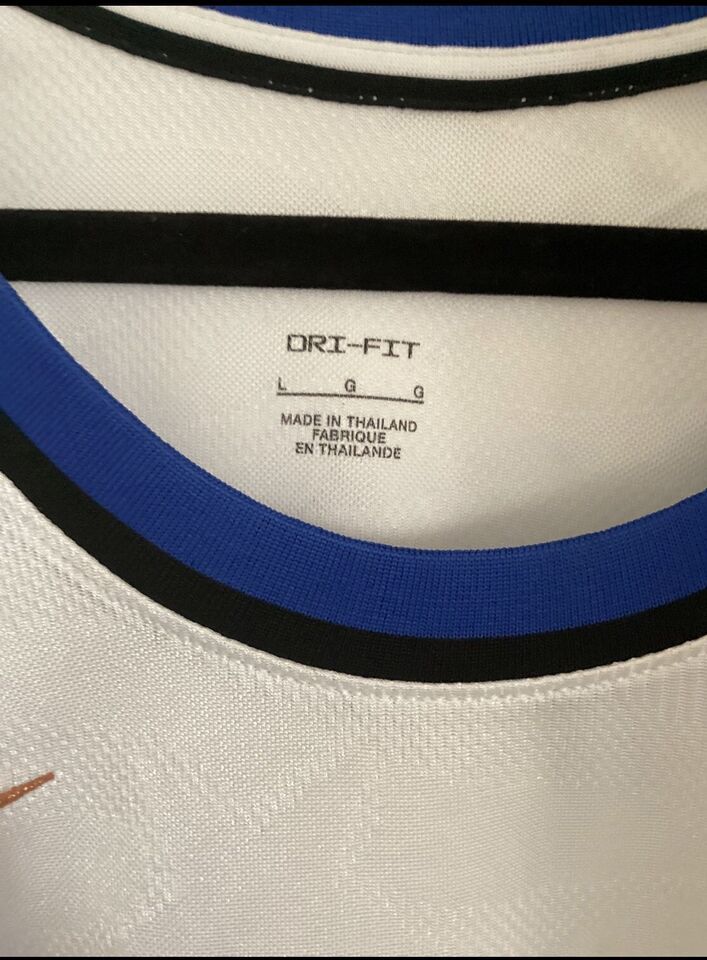 DRI-FIT
L G G
MADE IN THAILAND
FABRIQUE
EN THAILANDE